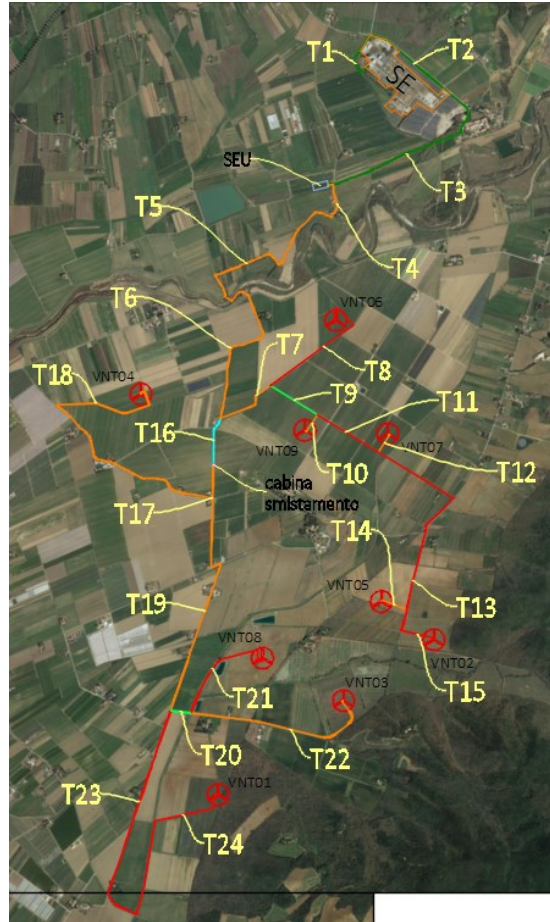 T1
T2
SE
SEU
T3
T5
T4
T6
VNT06
T7
T18
VNT04
T8
T9
T11
T16
VNT09
VNT07
T10
T12
cabina
smistamento
T17
T14
VNT05
T13
T19
VNT08
VNT02
T15
VNT03
T21
T20
T22
T23
VNT01
T24